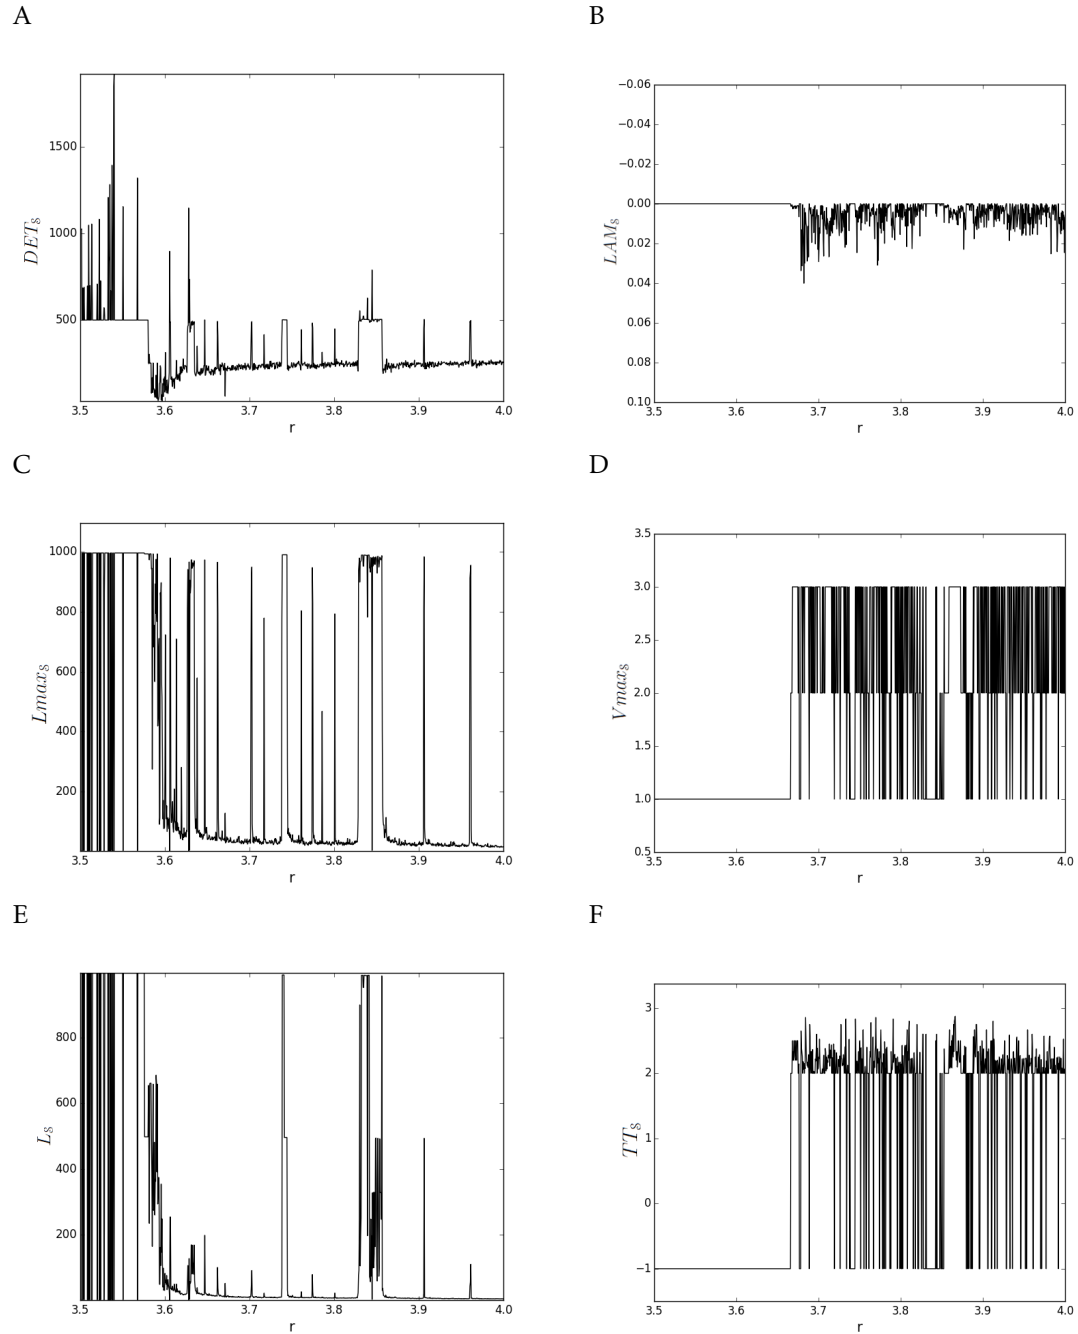 A
1500
1000
500
3.5 3.6 3.7 3.8 3.9 4.0
r
DET𝕊
B
−0.06
−0.04
−0.02
0.00
0.02
0.04
0.06
0.08
0.10
3.5 3.6 3.7 3.8 3.9 4.0
r
LAM𝕊
C
1000
800
600
400
200
3.5 3.6 3.7 3.8 3.9 4.0
r
Lmax𝕊
D
3.5
3.0
2.5
2.0
1.5
1.0
0.5
3.5 3.6 3.7 3.8 3.9 4.0
r
Vmax𝕊
E
800
600
400
200
3.5 3.6 3.7 3.8 3.9 4.0
r
L𝕊
F
3
2
1
0
−1
3.5 3.6 3.7 3.8 3.9 4.0
r
TT𝕊